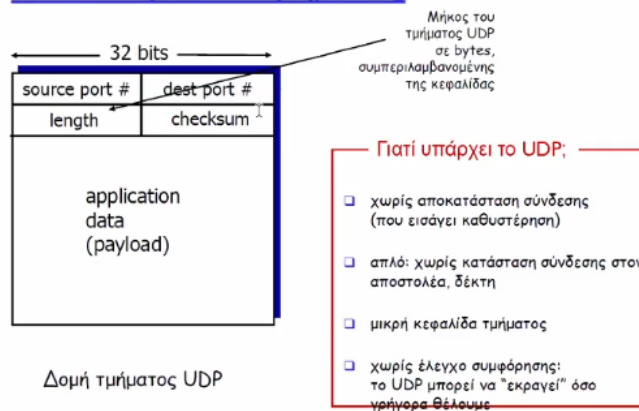 Μήκος του
τμήματος UDP
σε bytes,
συμπεριλαμβανομένης
της κεφαλίδας
32 bits
source port #
dest port #
length
checksum
application
data
(payload)
Δομή τμήματος UDP
Γιατί υπάρχει το UDP;
χωρίς αποκατάσταση σύνδεσης
(που εισάγει καθυστέρηση)
απλό: χωρίς κατάσταση σύνδεσης στον
αποστολέα, δέκτη
μικρή κεφαλίδα τμήματος
χωρίς έλεγχο συμφόρησης:
το UDP μπορεί να "εκραγεί" όσο
γρήγορα θέλουμε